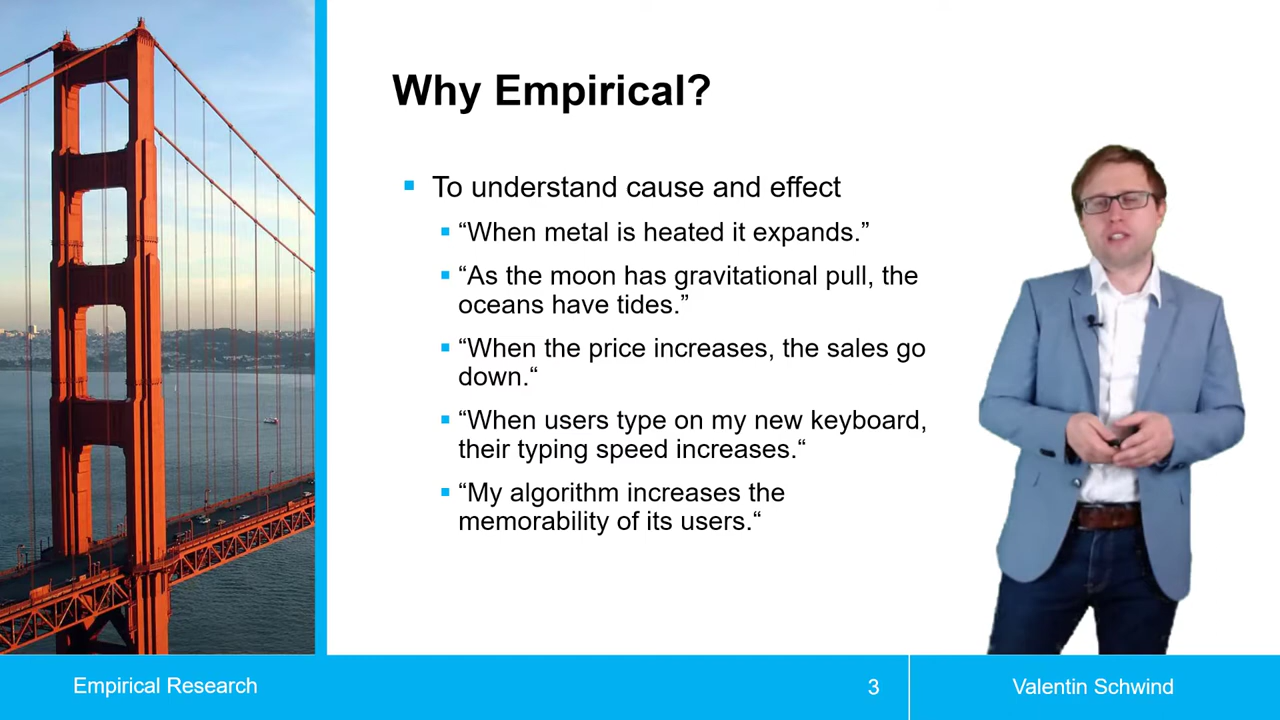 Why Empirical?
To understand cause and effect
“When metal is heated it expands.”
“As the moon has gravitational pull, the
oceans have tides.”
“When the price increases, the sales go
down.“
“When users type on my new keyboard,
their typing speed increases.“
“My algorithm increases the
memorability of its users.“
Empirical Research
3
Valentin Schwind